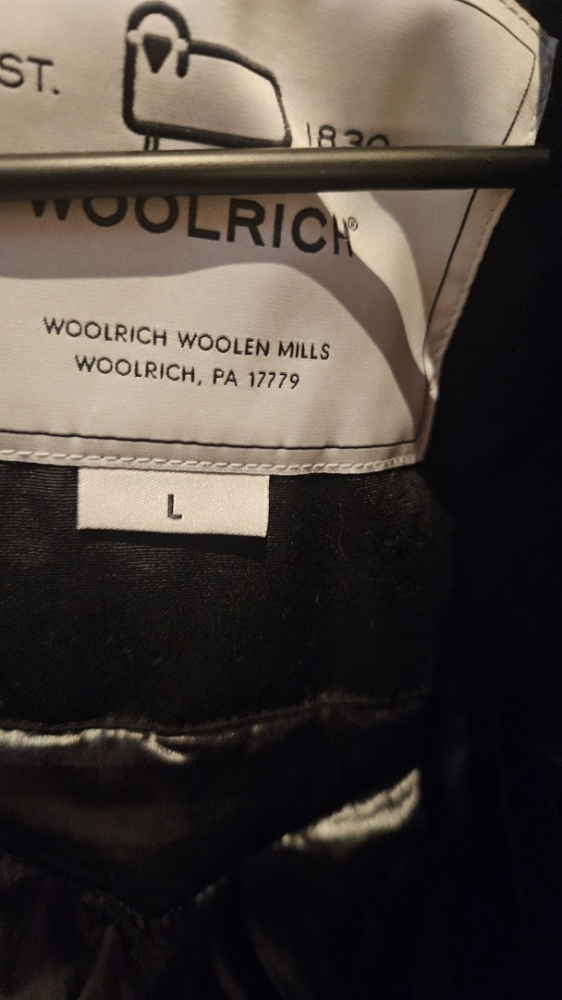 ST.
1830
WOOLRICH®
WOOLRICH WOOLEN MILLS
WOOLRICH, PA 17779
L